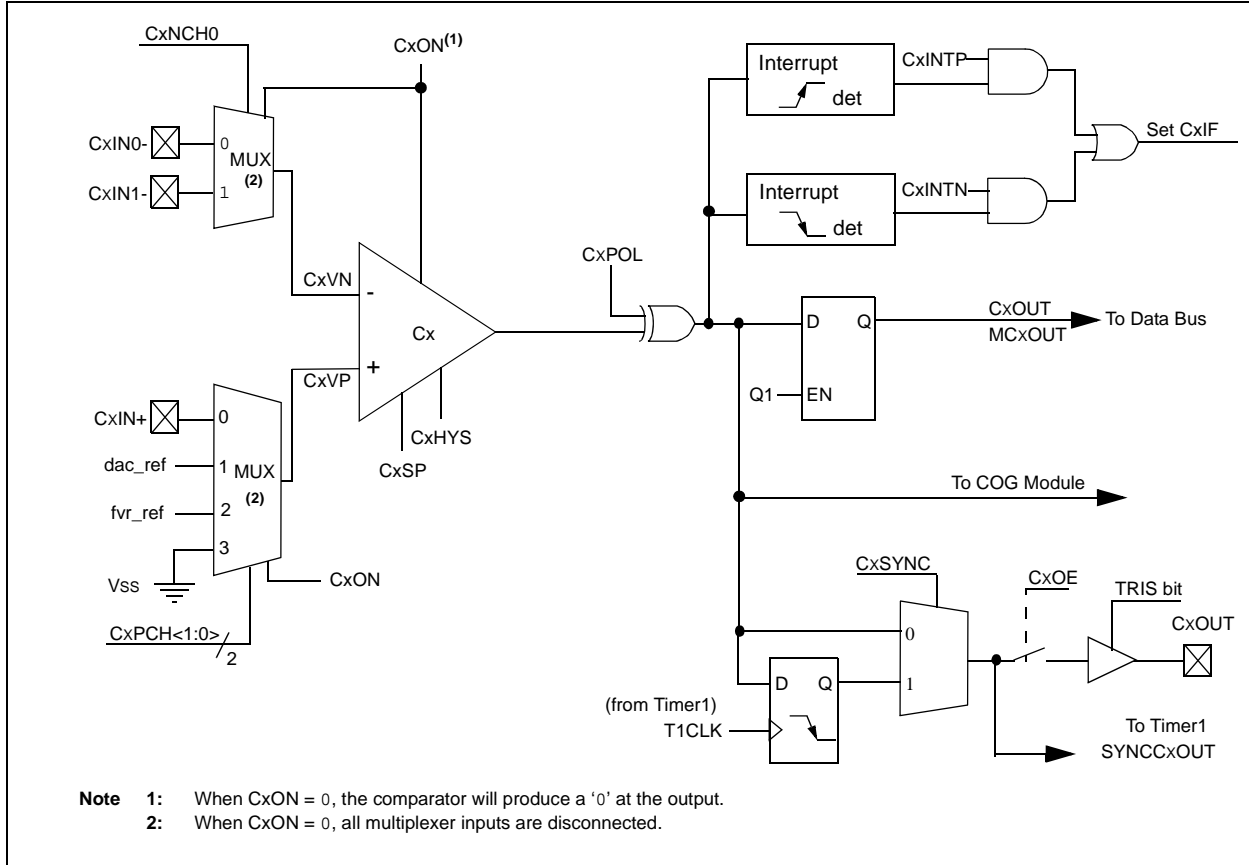 CxNCH0
CxON(1)
CxIN0-
0
MUX
(2)
CxIN1-
1
CxVN
-
Cx
CxVP
+
CxIN+
0
dac_ref
1
MUX
(2)
fvr_ref
2
3
Vss
CxON
CxPCH<1:0>
2
CxHYS
CxSP
CxPOL
Interrupt
det
CxINTP
Interrupt
det
CxINTN
Set CxIF
D
Q
Q1
EN
CxOUT
MCxOUT
To Data Bus
To COG Module
CxSYNC
0
1
D
Q
(from Timer1)
T1CLK
CxOE
TRIS bit
CxOUT
To Timer1
SYNCCxOUT
Note 1: When CxON = 0, the comparator will produce a ‘0’ at the output.
2: When CxON = 0, all multiplexer inputs are disconnected.